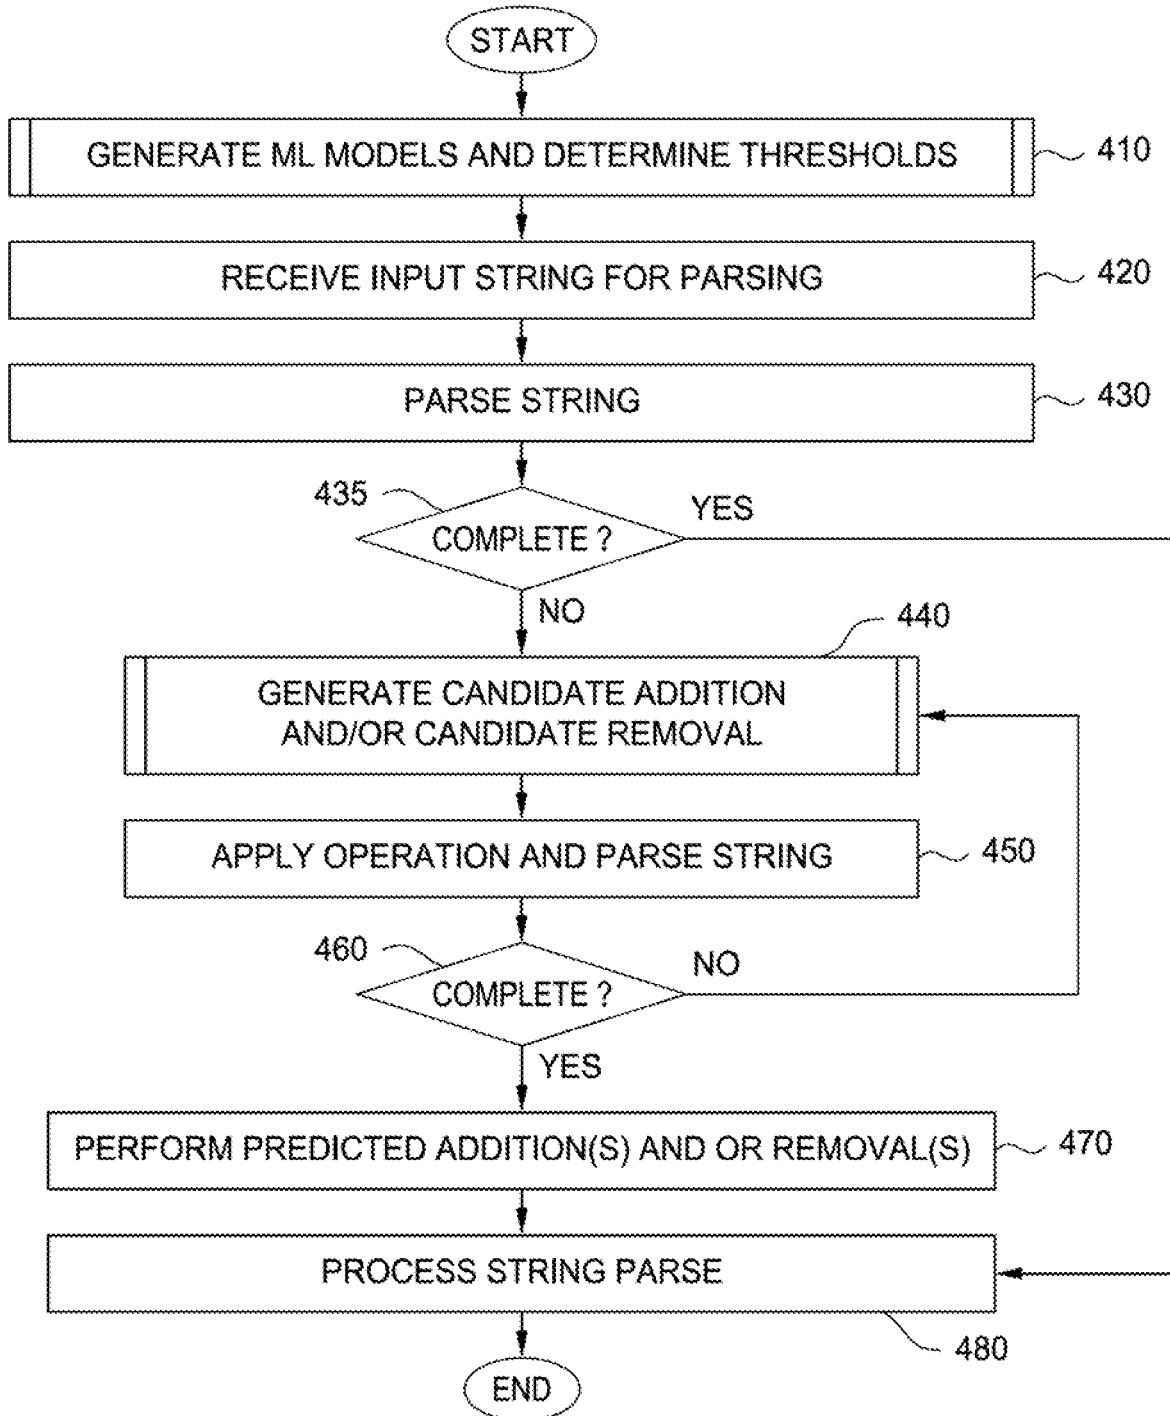 START
GENERATE ML MODELS AND DETERMINE THRESHOLDS
410
RECEIVE INPUT STRING FOR PARSING
420
PARSE STRING
430
435
COMPLETE ?
YES
NO
440
GENERATE CANDIDATE ADDITION
AND/OR CANDIDATE REMOVAL
APPLY OPERATION AND PARSE STRING
450
460
COMPLETE ?
NO
YES
PERFORM PREDICTED ADDITION(S) AND OR REMOVAL(S)
470
PROCESS STRING PARSE
480
END